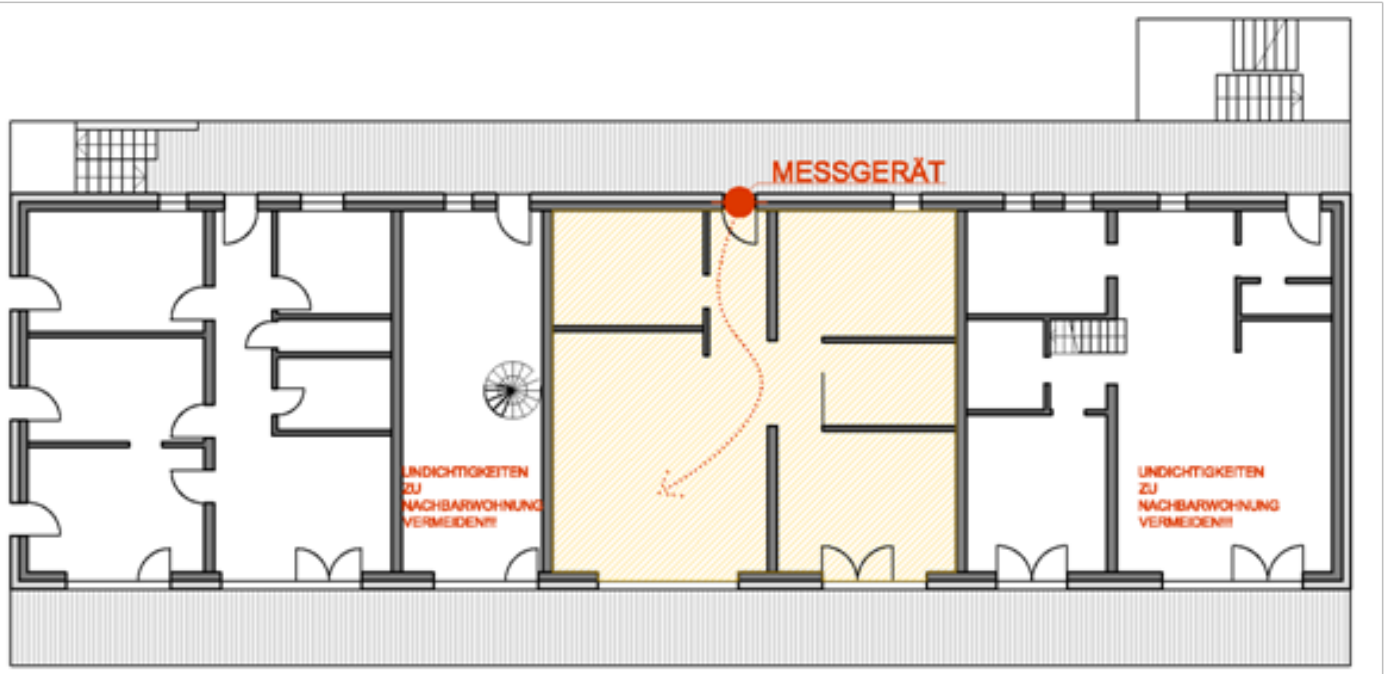 MESSGERÄT
UNDICHTIGKEITEN
ZU
NACHBARWOHNUNG
VERMEIDEN!!!
UNDICHTIGKEITEN
ZU
NACHBARWOHNUNG
VERMEIDEN!!!